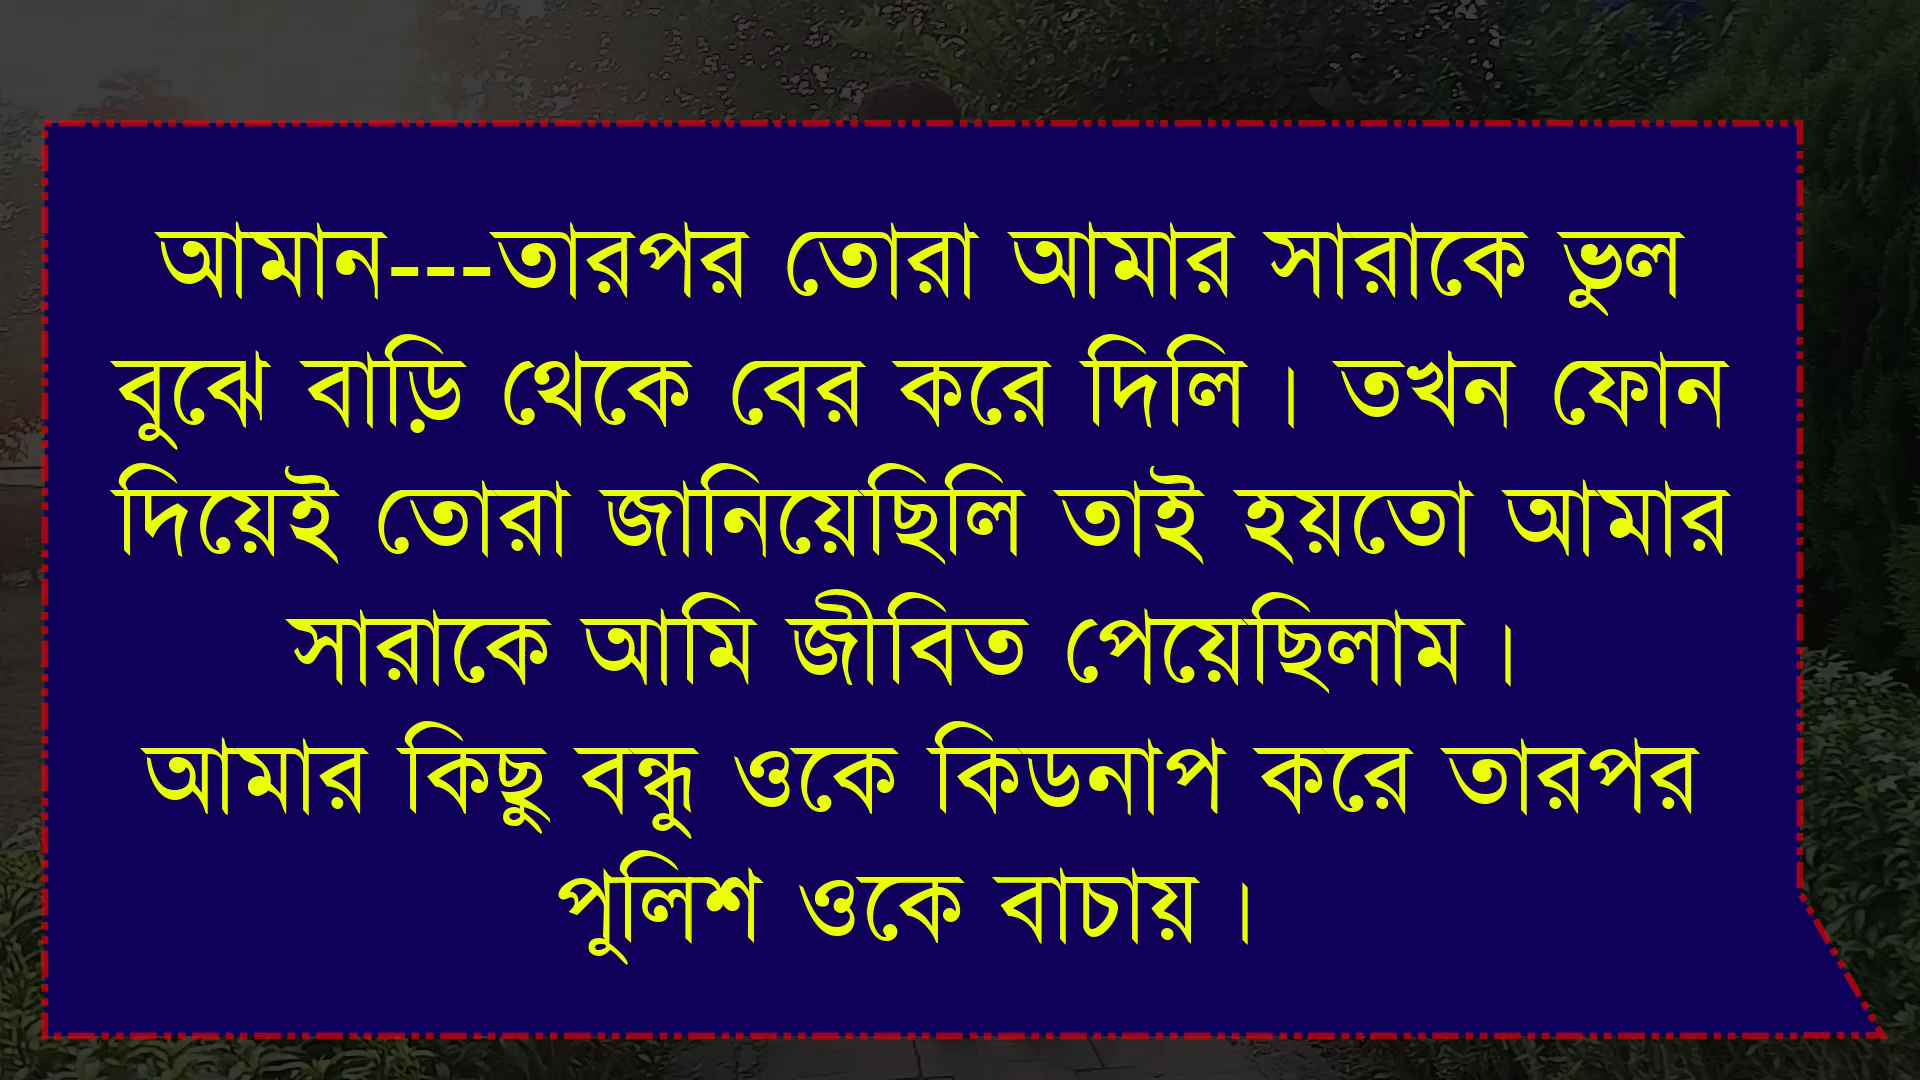 আমান---তারপর তোরা আমার সারাকে ভুল
বুঝে বাড়ি থেকে বের করে দিলি। তখন ফোন
দিয়েই তোরা জানিয়েছিলি তাই হয়তো আমার
সারাকে আমি জীবিত পেয়েছিলাম।
আমার কিছু বন্ধু ওকে কিডনাপ করে তারপর
পুলিশ ওকে বাচায়।